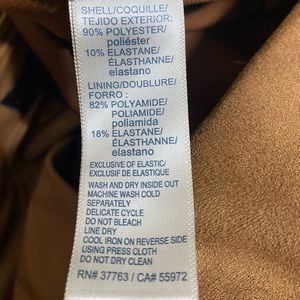 SHELL/COQUILLE/
TEJIDO EXTERIOR:
90% POLYESTER/
poliéster
10% ELASTANE/
ÉLASTHANNE/
elastano
LINING/DOUBLURE/
FORRO :
82% POLYAMIDE/
POLYAMIDE/
poliamida
18% ELASTANE/
ÉLASTHANNE/
elastano
EXCLUSIVE OF ELASTIC/
EXCLUSIF DE ELASTIQUE
WASH AND DRY INSIDE OUT
MACHINE WASH COLD
SEPARATELY
DELICATE CYCLE
DO NOT BLEACH
LINE DRY
COOL IRON ON REVERSE SIDE
USING PRESS CLOTH
DO NOT DRY CLEAN
RN# 37763 / CA# 55972